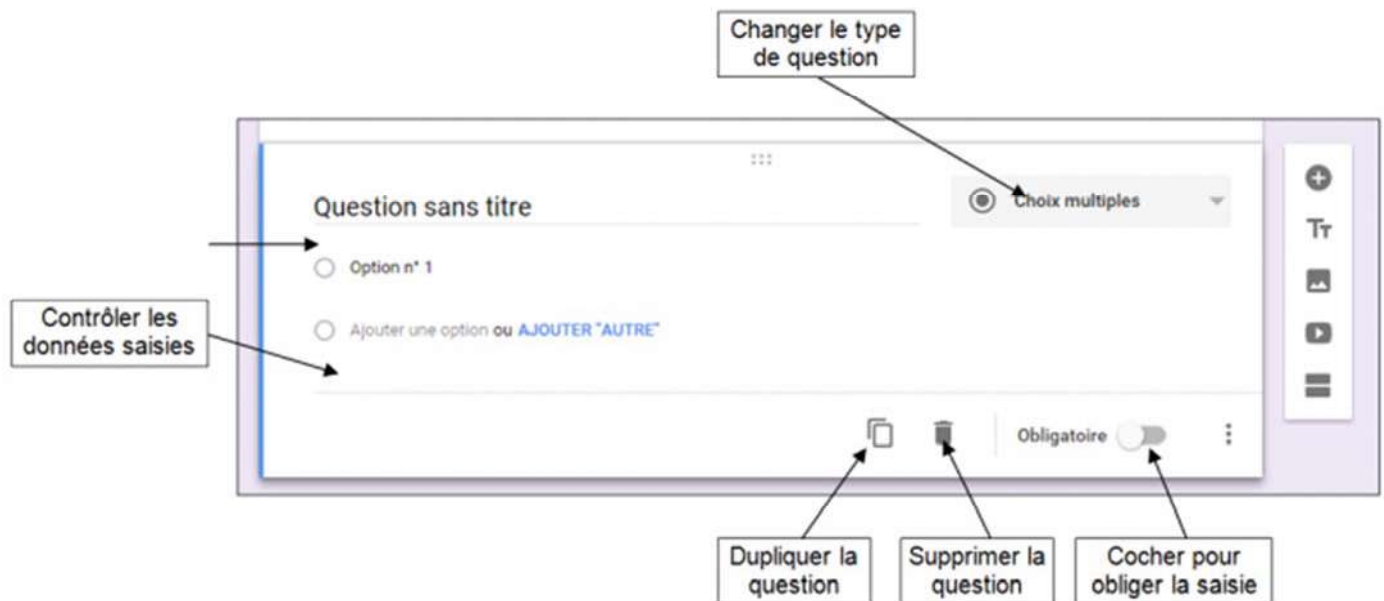 Changer le type
de question
Question sans titre
Choix multiples
Tт
Option n° 1
Contrôler les
données saisies
Ajouter une option ou AJOUTER "AUTRE"
Obligatoire
Dupliquer la
question
Supprimer la
question
Cocher pour
obliger la saisie